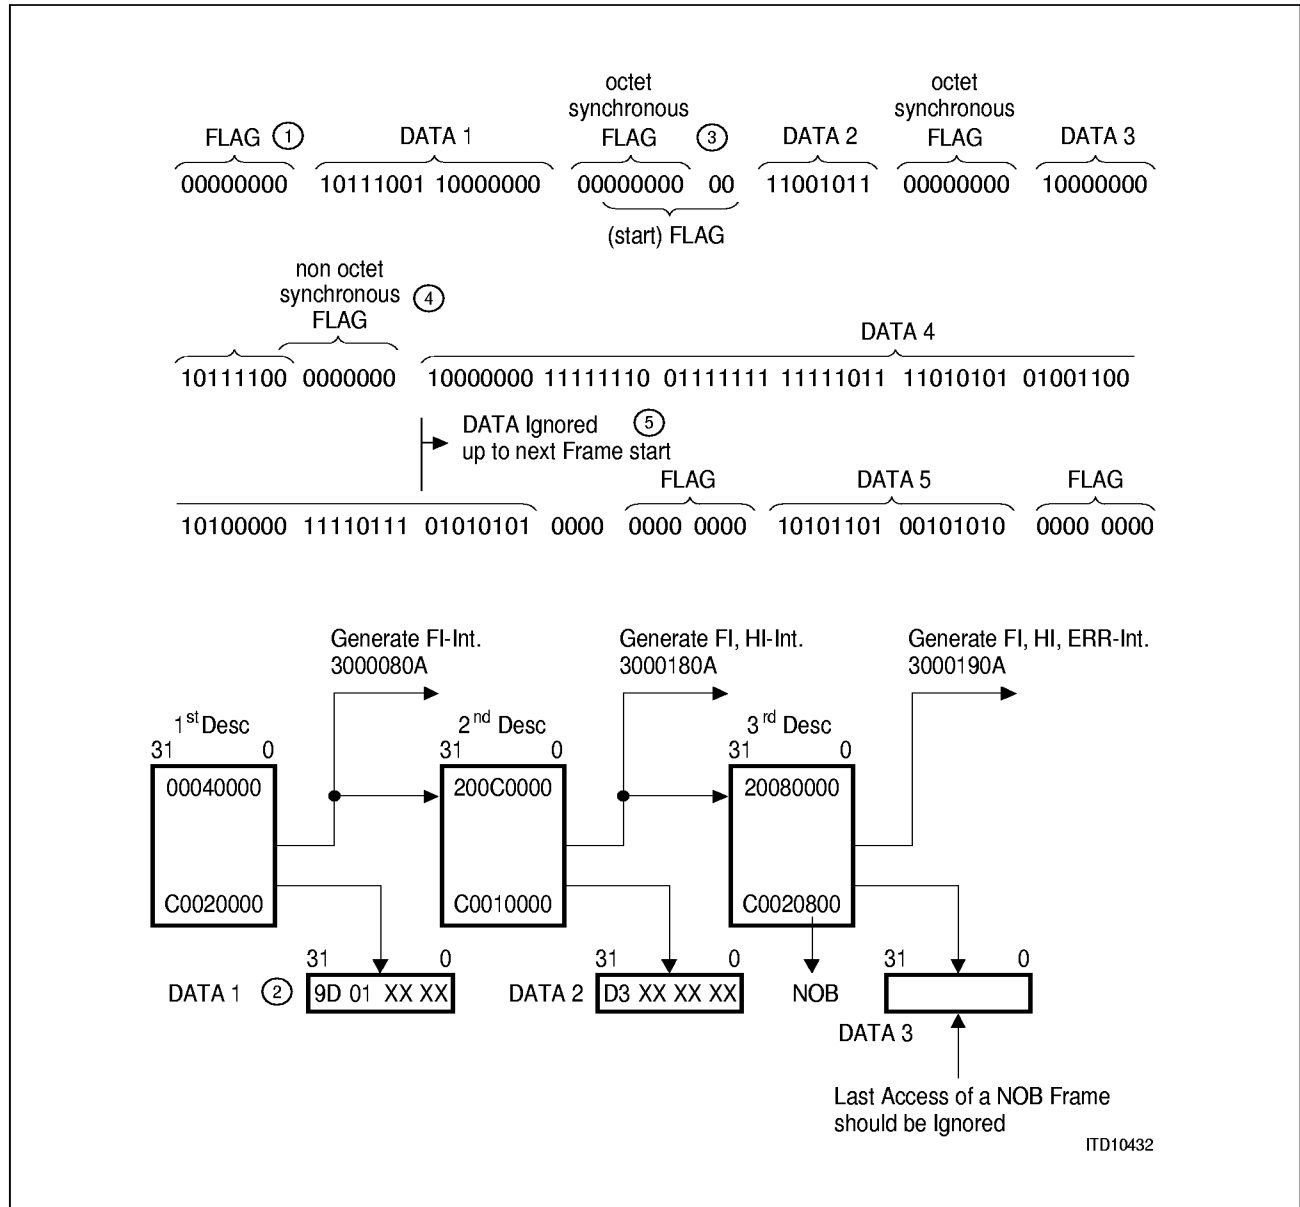 octet octet
synchronous synchronous
FLAG 1 DATA 1 FLAG 3 DATA 2 FLAG DATA 3
00000000 10111001 10000000 00000000 00 11001011 00000000 10000000
(start) FLAG
non octet
synchronous 4
FLAG DATA 4
10111100 0000000 10000000 11111110 01111111 11111011 11010101 01001100
DATA Ignored 5
up to next Frame start
FLAG DATA 5 FLAG
10100000 11110111 01010101 0000 0000 0000 10101101 00101010 0000 0000
Generate FI-Int. Generate FI, HI-Int. Generate FI, HI, ERR-Int.
3000080A 3000180A 3000190A
1st Desc 2nd Desc 3rd Desc
31 0 31 0 31 0
00040000 200C0000 20080000
C0020000 C0010000 C0020800
31 0 31 0 31 0
DATA 1 2 9D 01 XX XX DATA 2 D3 XX XX XX NOB
DATA 3
Last Access of a NOB Frame
should be Ignored
ITD10432